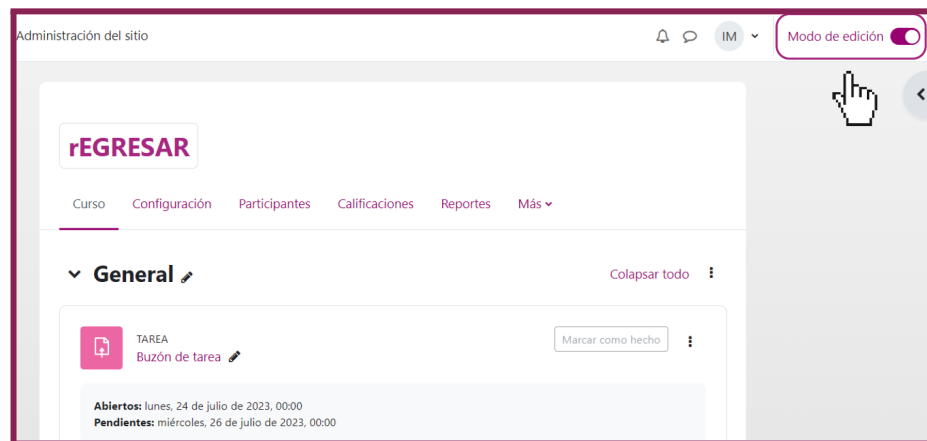 Administración del sitio
IM
Modo de edición
rEGRESAR
Curso Configuración Participantes Calificaciones Reportes Más
General
Colapsar todo
TAREA
Buzón de tarea
Marcar como hecho
Abiertos: lunes, 24 de julio de 2023, 00:00
Pendientes: miércoles, 26 de julio de 2023, 00:00